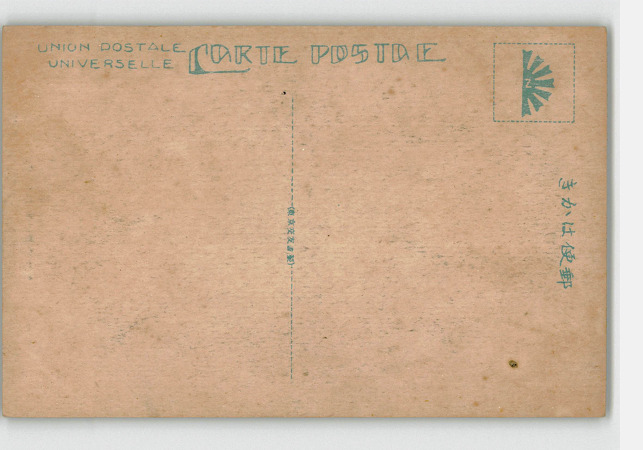 UNION POSTALE
UNIVERSELLE
CARTE POSTALE
N
きかは便郵